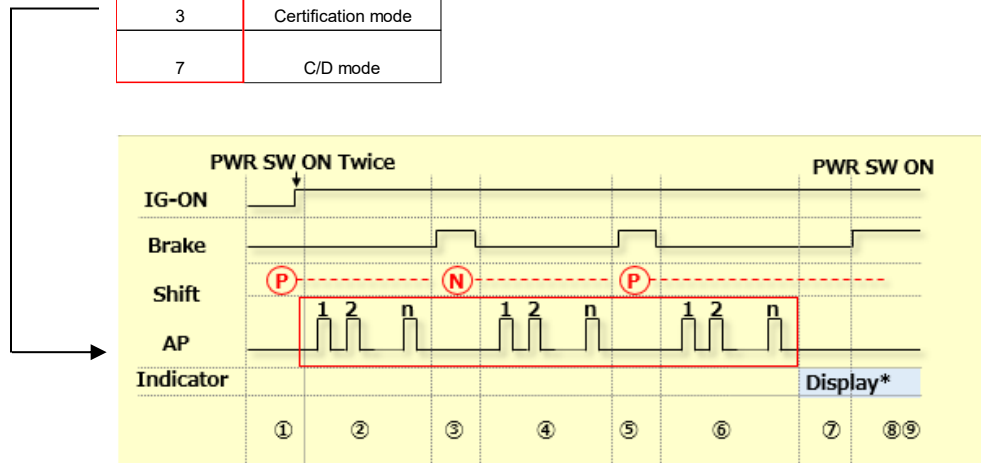 3 Certification mode
7 C/D mode
PWR SW ON Twice PWR SW ON
IG-ON
Brake
Shift P N P
1 2 n 1 2 n 1 2 n
AP
Indicator Display*
① ② ③ ④ ⑤ ⑥ ⑦ ⑧⑨